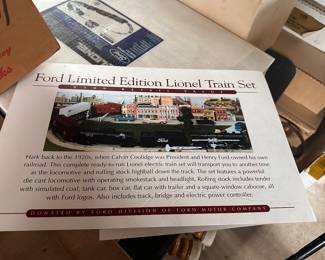 Ford Limited Edition Lionel Train Set
Hark back to the 1920s, when Calvin Coolidge was President and Henry Ford owned his own
railroad. This complete ready-to-run Lionel electric train set will transport you to another time
as the locomotive and rolling stock highball down the track. The set features a powerful
die cast locomotive with operating smokestack and headlight. Rolling stock includes tender
with simulated coal, tank car, box car, flat car with trailer and a square-window caboose, all
with Ford logos. Also includes track, bridge and electric power controller.
DONATED BY FORD DIVISION OF FORD MOTOR COMPANY